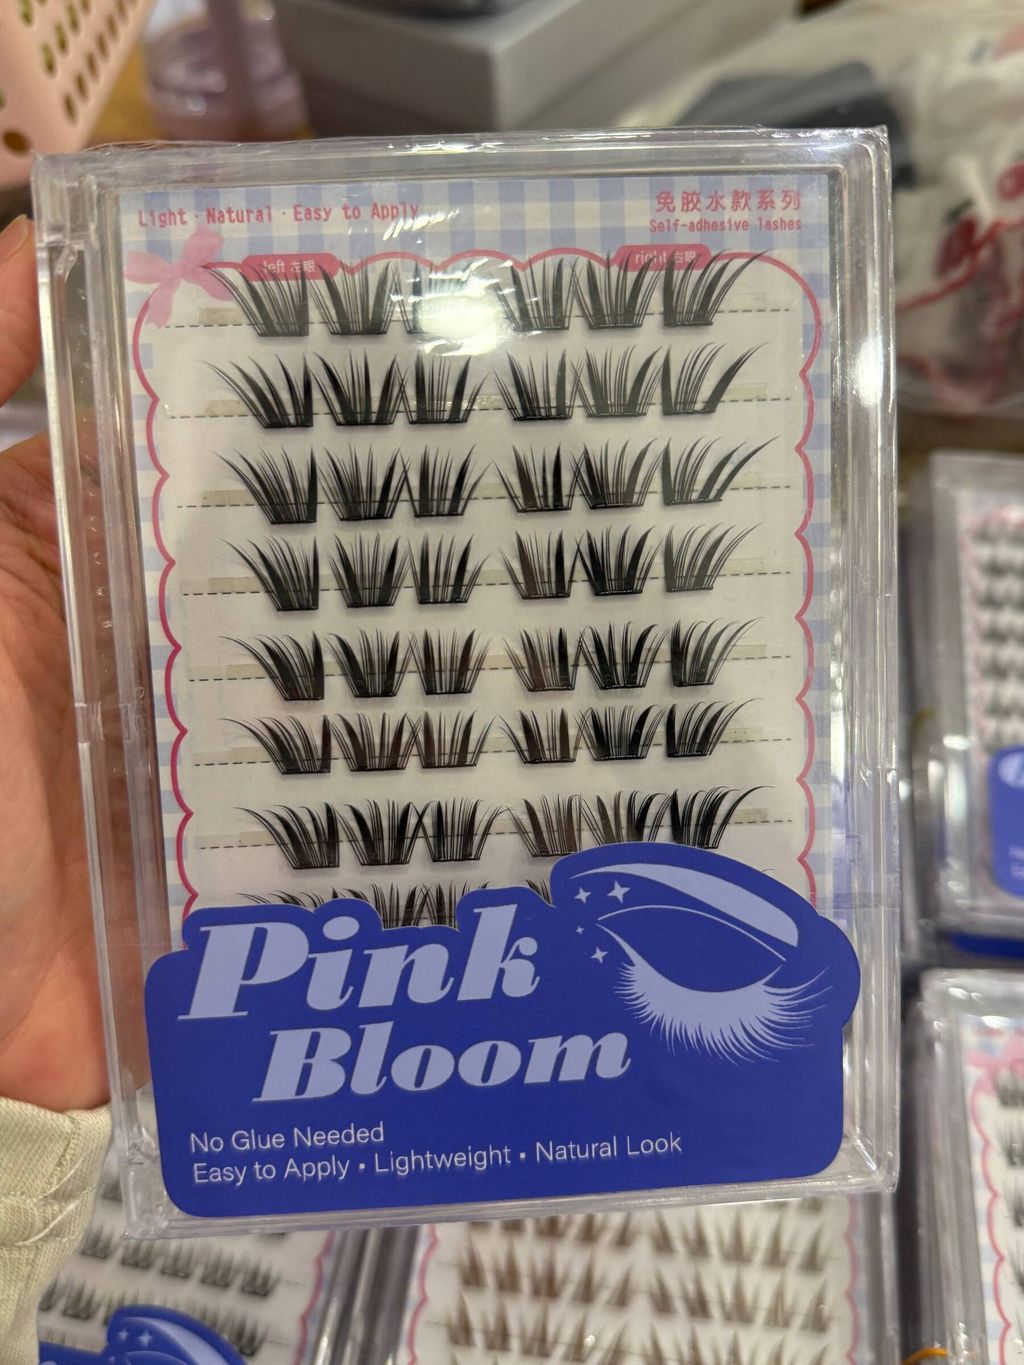 Light · Natural · Easy to Apply
免胶水款系列
Self-adhesive lashes
left 左眼
right 右眼
Pink
Bloom
No Glue Needed
Easy to Apply • Lightweight • Natural Look